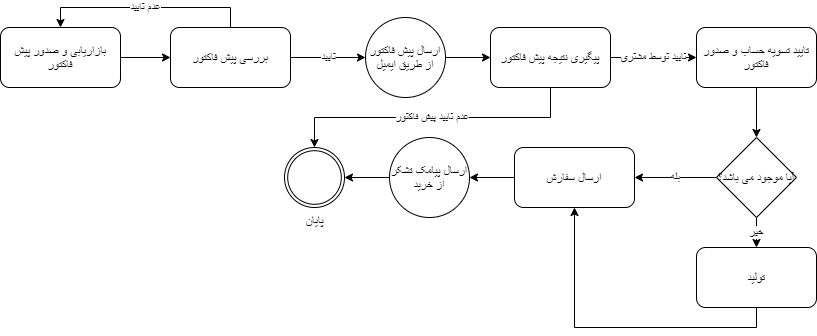 عدم تایید
بازاریابی و صدور پیش
فاکتور
بررسی پیش فاکتور
تایید
ارسال پیش فاکتور
از طریق ایمیل
پیگیری نتیجه پیش فاکتور
تایید توسط مشتری
تایید تسویه حساب و صدور
فاکتور
عدم تایید پیش فاکتور
آیا موجود می باشد؟
بله
ارسال سفارش
ارسال پیامک تشکر
از خرید
پایان
خیر
تولید